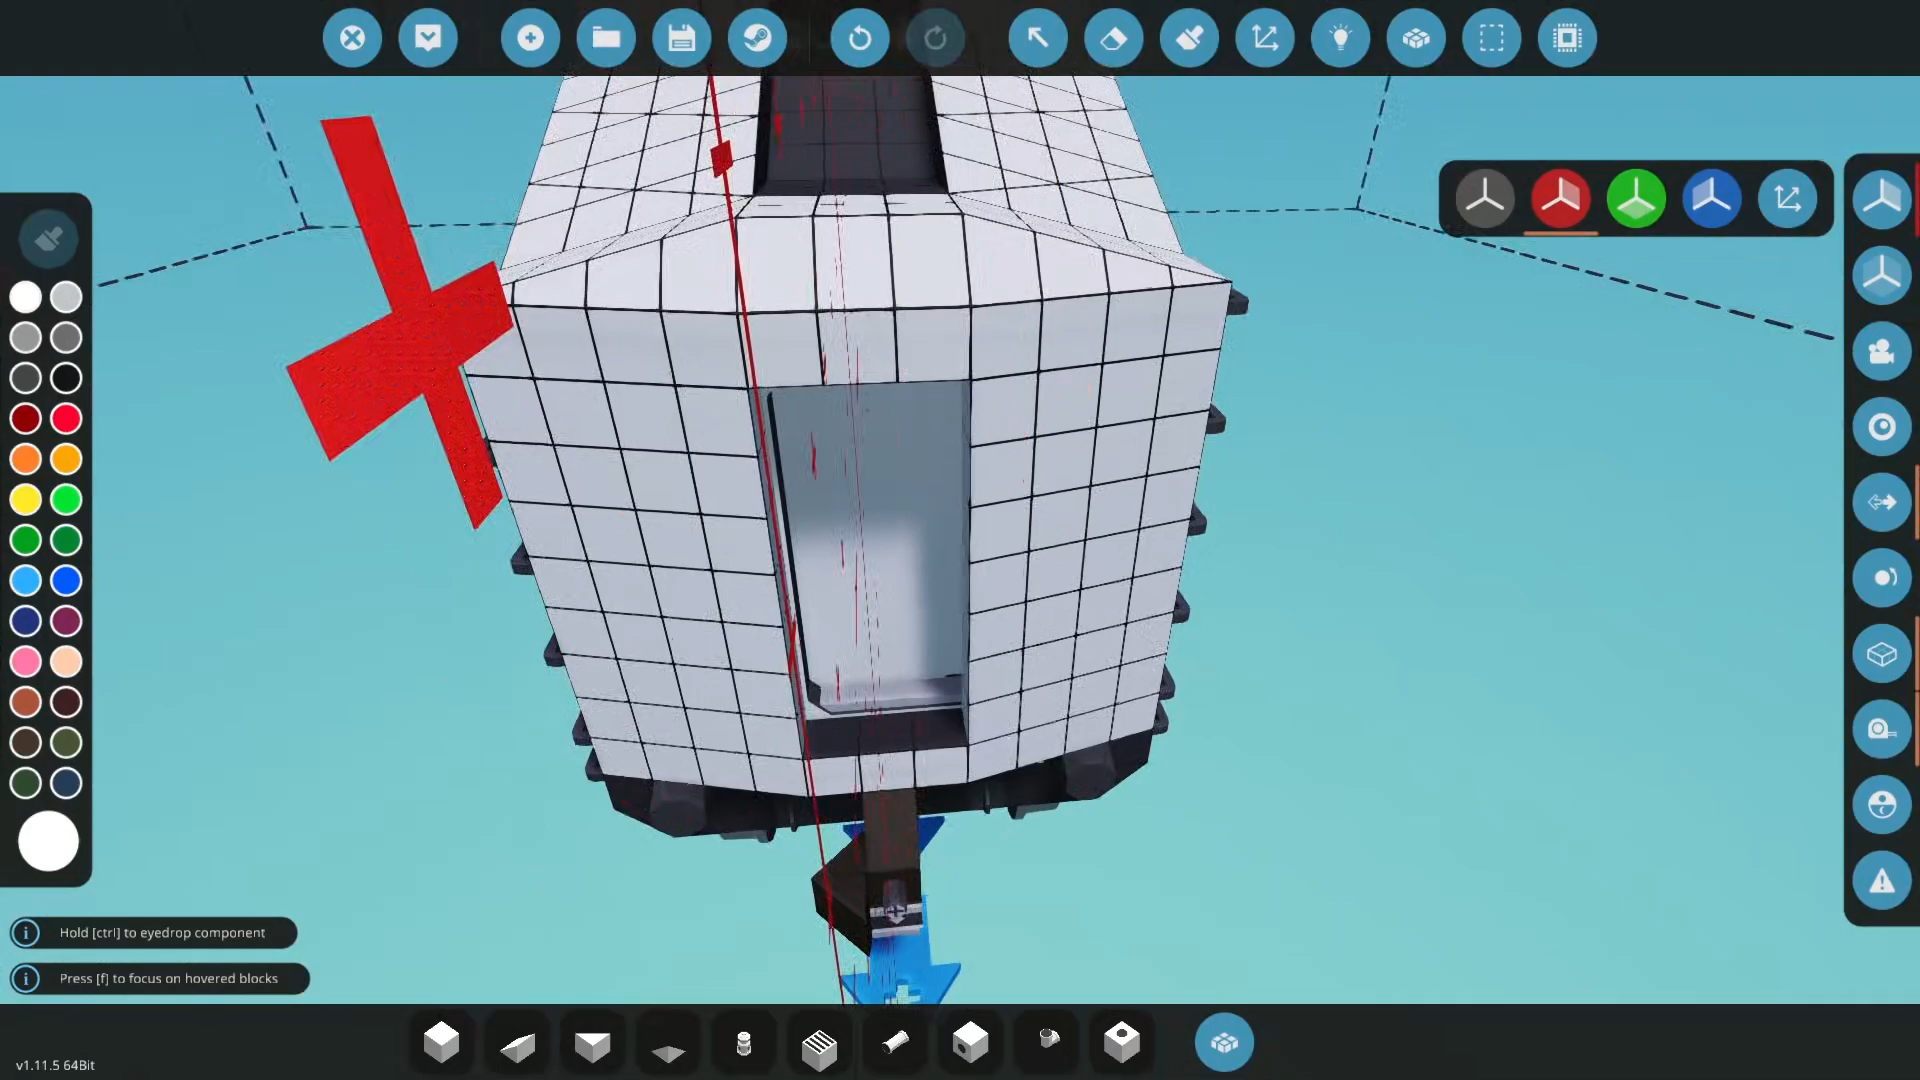 Hold [ctrl] to eyedrop component
Press [f] to focus on hovered blocks
v1.11.5 64Bit